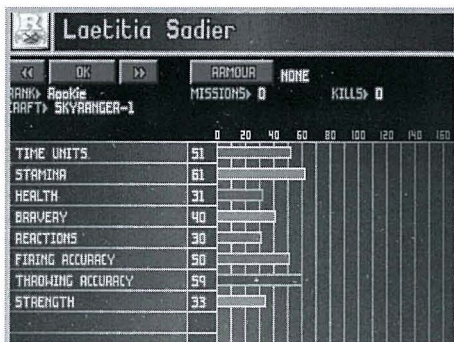 Laetitia Sadier
<< OK >> ARMOUR NONE
RANK> Rookie MISSIONS> 0 KILLS> 0
CRAFT> SKYRANGER-1
0 20 40 60 80 100 120 140 160
TIME UNITS 51
STAMINA 61
HEALTH 31
BRAVERY 40
REACTIONS 30
FIRING ACCURACY 50
THROWING ACCURACY 59
STRENGTH 33